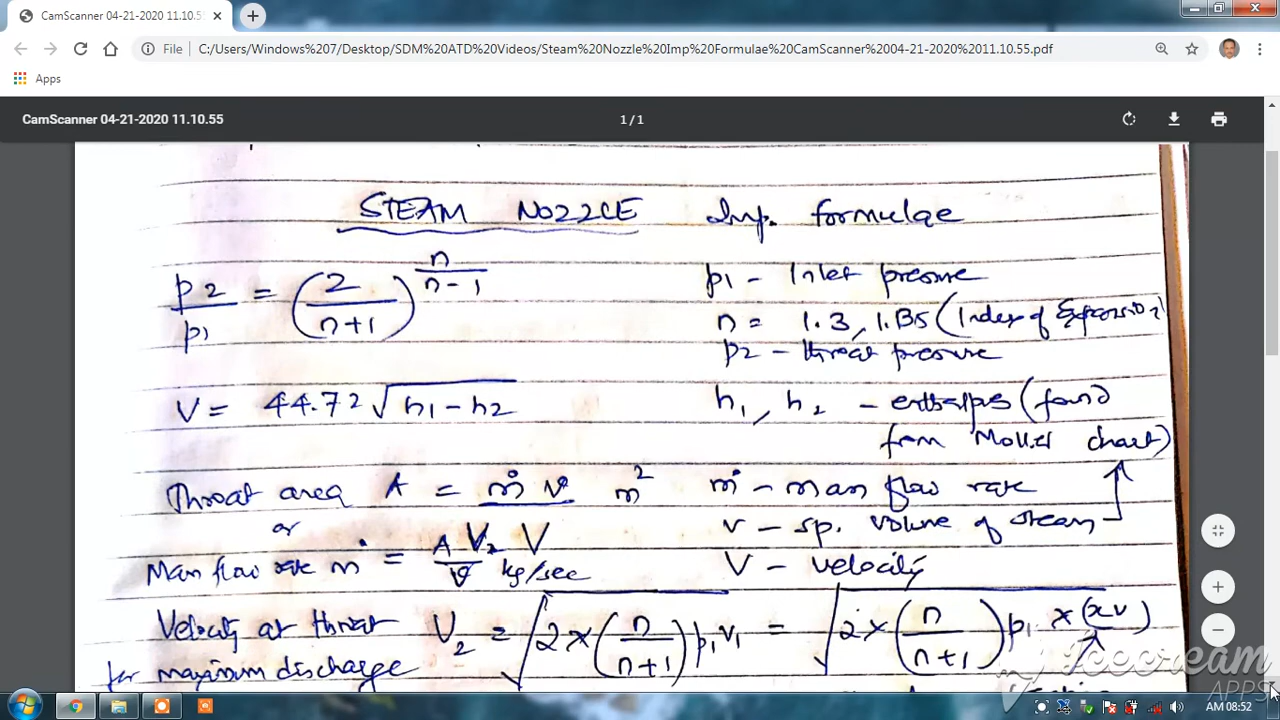 CamScanner 04-21-2020 11.10.55
File C:/Users/Windows%207/Desktop/SDM%20ATD%20Videos/Steam%20Nozzle%20Imp%20Formulae%20CamScanner%2004-21-2020%2011.10.55.pdf
Apps
CamScanner 04-21-2020 11.10.55 1/1
STEAM NOZZLE Imp. formulae
p2/p1 = (2/(n+1))^(n/(n-1)) p1 - Inlet pressure
n = 1.3, 1.135 (Index of Expansion)
p2 - throat pressure
V = 44.72 √(h1 - h2) h1, h2 - enthalpies (found
from Mollier chart)
Throat area A = ṁ v / V m² ṁ - mass flow rate
or v - sp. volume of steam
Mass flow rate ṁ = A V2 / v kg/sec V - velocity
Velocity at throat V2 = √(2 × (n/(n+1)) p1 v1) = √(2 × (n/(n+1)) p1 × (xv))
for maximum discharge
Icecream
APPS
AM 08:52